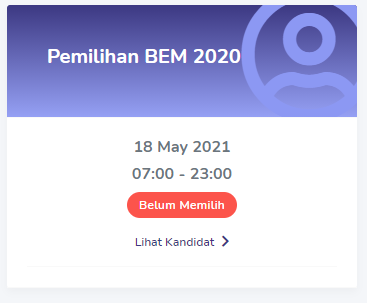 Pemilihan BEM 2020
18 May 2021
07:00 - 23:00
Belum Memilih
Lihat Kandidat